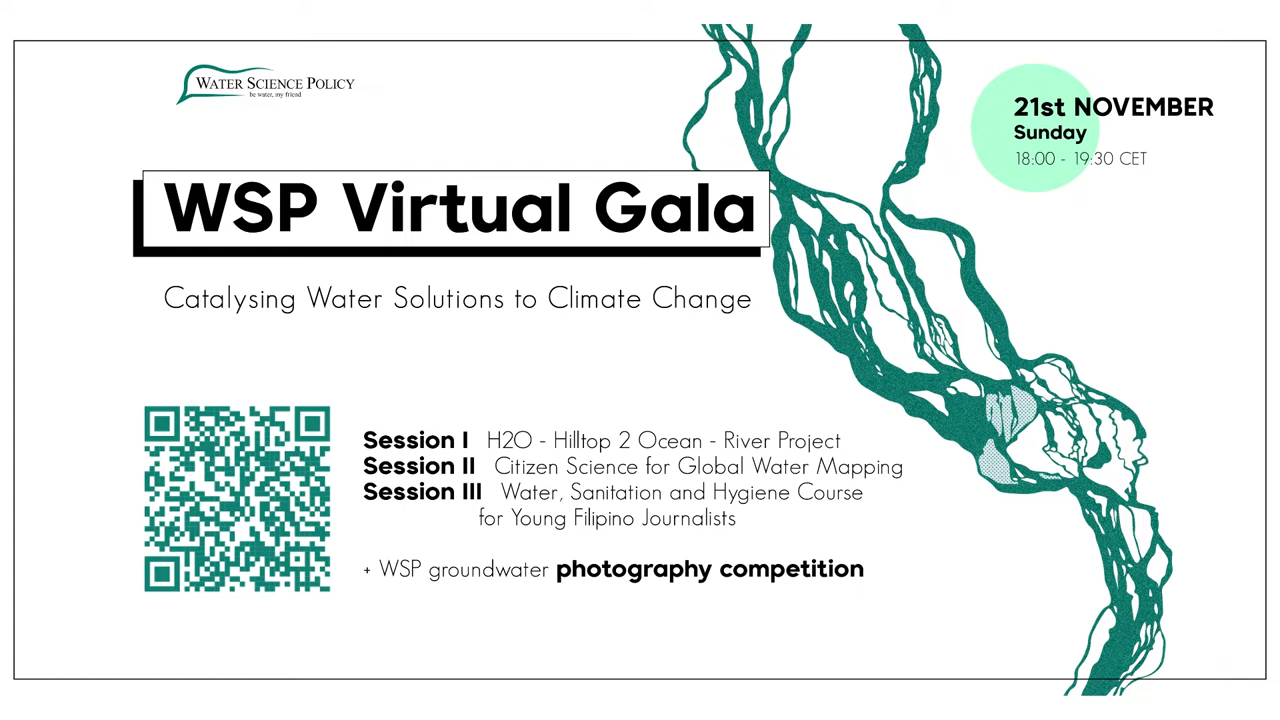 WATER SCIENCE POLICY
be water, my friend
21st NOVEMBER
Sunday
18:00 - 19:30 CET
WSP Virtual Gala
Catalysing Water Solutions to Climate Change
Session I H2O - Hilltop 2 Ocean - River Project
Session II Citizen Science for Global Water Mapping
Session III Water, Sanitation and Hygiene Course
for Young Filipino Journalists
+ WSP groundwater photography competition